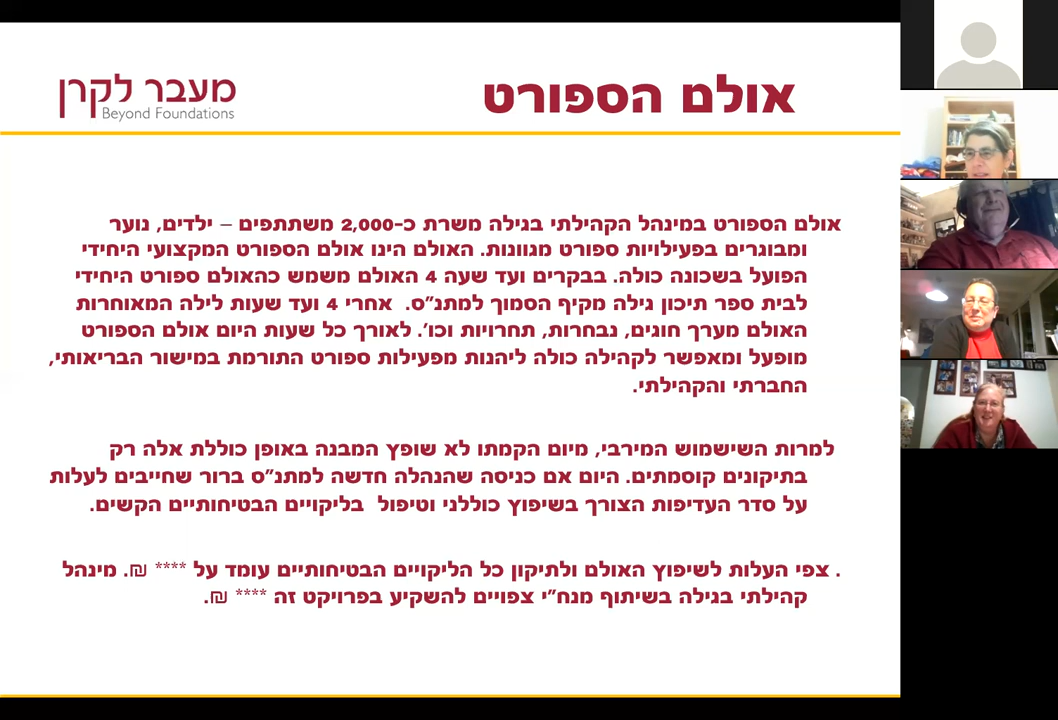 אולם הספורט
מעבר לקרן
Beyond Foundations
אולם הספורט במינהל הקהילתי בגילה משרת כ-2,000 משתתפים – ילדים, נוער
ומבוגרים בפעילויות ספורט מגוונות. האולם הינו אולם הספורט המקצועי היחידי
הפועל בשכונה כולה. בבקרים ועד שעה 4 האולם משמש כהאולם ספורט היחידי
לבית ספר תיכון גילה מקיף הסמוך למתנ"ס. אחרי 4 ועד שעות לילה המאוחרות
האולם מערך חוגים, נבחרות, תחרויות וכו'. לאורך כל שעות היום אולם הספורט
מופעל ומאפשר לקהילה כולה ליהנות מפעילות ספורט התורמת במישור הבריאותי,
החברתי והקהילתי.
למרות השישמוש המירבי, מיום הקמתו לא שופץ המבנה באופן כוללת אלה רק
בתיקונים קוסמתים. היום אם כניסה שהנהלה חדשה למתנ"ס ברור שחייבים לעלות
על סדר העדיפות הצורך בשיפוץ כוללני וטיפול בליקויים הבטיחותיים הקשים.
. צפי העלות לשיפוץ האולם ולתיקון כל הליקויים הבטיחותיים עומד על **** ₪. מינהל
קהילתי בגילה בשיתוף מנח"י צפויים להשקיע בפרויקט זה **** ₪.